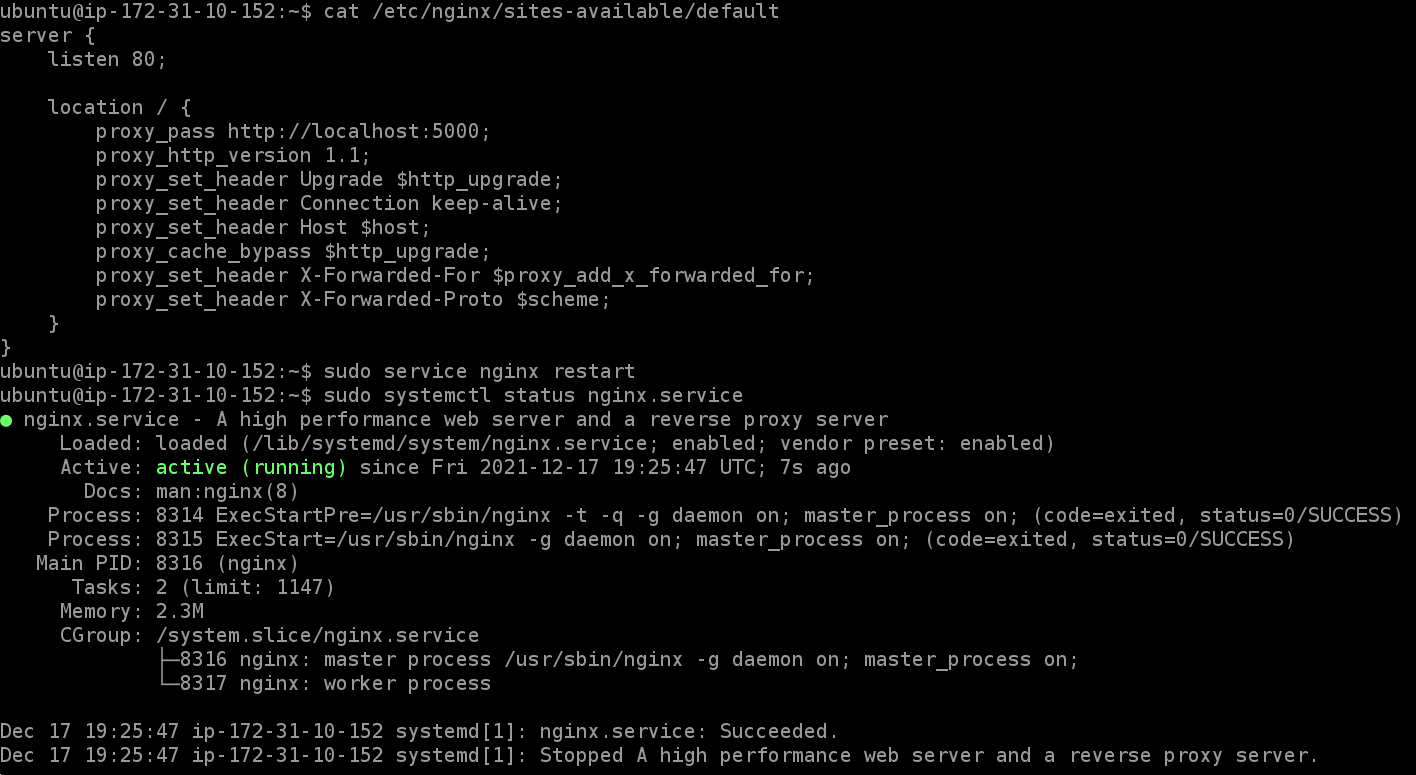 ubuntu@ip-172-31-10-152:~$ cat /etc/nginx/sites-available/default
server {
    listen 80;

    location / {
        proxy_pass http://localhost:5000;
        proxy_http_version 1.1;
        proxy_set_header Upgrade $http_upgrade;
        proxy_set_header Connection keep-alive;
        proxy_set_header Host $host;
        proxy_cache_bypass $http_upgrade;
        proxy_set_header X-Forwarded-For $proxy_add_x_forwarded_for;
        proxy_set_header X-Forwarded-Proto $scheme;
    }
}
ubuntu@ip-172-31-10-152:~$ sudo service nginx restart
ubuntu@ip-172-31-10-152:~$ sudo systemctl status nginx.service
● nginx.service - A high performance web server and a reverse proxy server
     Loaded: loaded (/lib/systemd/system/nginx.service; enabled; vendor preset: enabled)
     Active: active (running) since Fri 2021-12-17 19:25:47 UTC; 7s ago
       Docs: man:nginx(8)
    Process: 8314 ExecStartPre=/usr/sbin/nginx -t -q -g daemon on; master_process on; (code=exited, status=0/SUCCESS)
    Process: 8315 ExecStart=/usr/sbin/nginx -g daemon on; master_process on; (code=exited, status=0/SUCCESS)
   Main PID: 8316 (nginx)
      Tasks: 2 (limit: 1147)
     Memory: 2.3M
     CGroup: /system.slice/nginx.service
             ├─8316 nginx: master process /usr/sbin/nginx -g daemon on; master_process on;
             └─8317 nginx: worker process

Dec 17 19:25:47 ip-172-31-10-152 systemd[1]: nginx.service: Succeeded.
Dec 17 19:25:47 ip-172-31-10-152 systemd[1]: Stopped A high performance web server and a reverse proxy server.